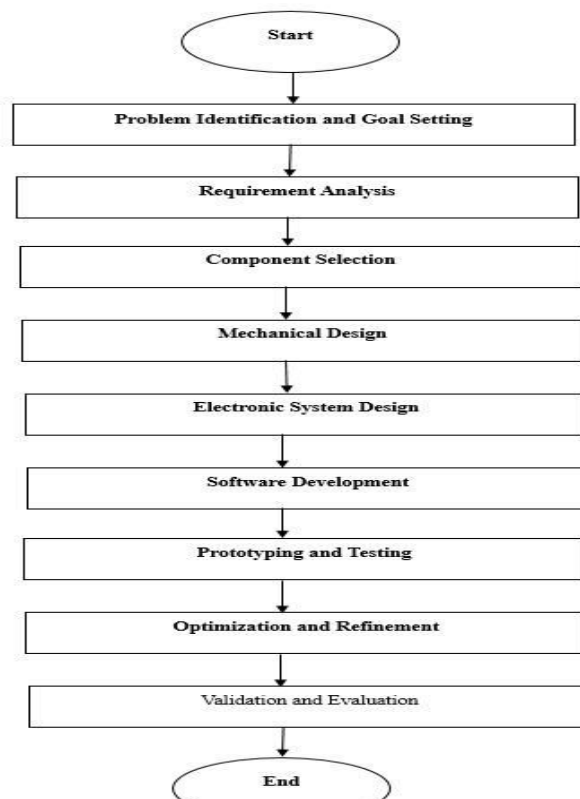 Start
Problem Identification and Goal Setting
Requirement Analysis
Component Selection
Mechanical Design
Electronic System Design
Software Development
Prototyping and Testing
Optimization and Refinement
Validation and Evaluation
End